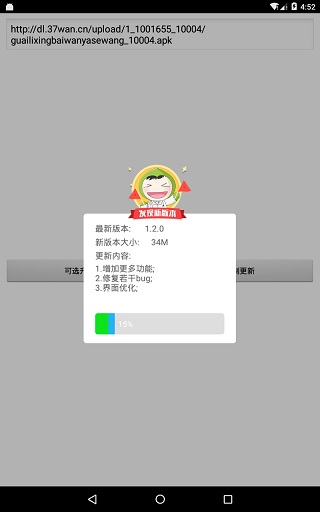 4:52
http://dl.37wan.cn/upload/1_1001655_10004/
guailixingbaiwanyasewang_10004.apk
发现新版本
最新版本: 1.2.0
新版本大小: 34M
更新内容:
1.增加更多功能;
2.修复若干bug;
3.界面优化;
可选 更新
15%